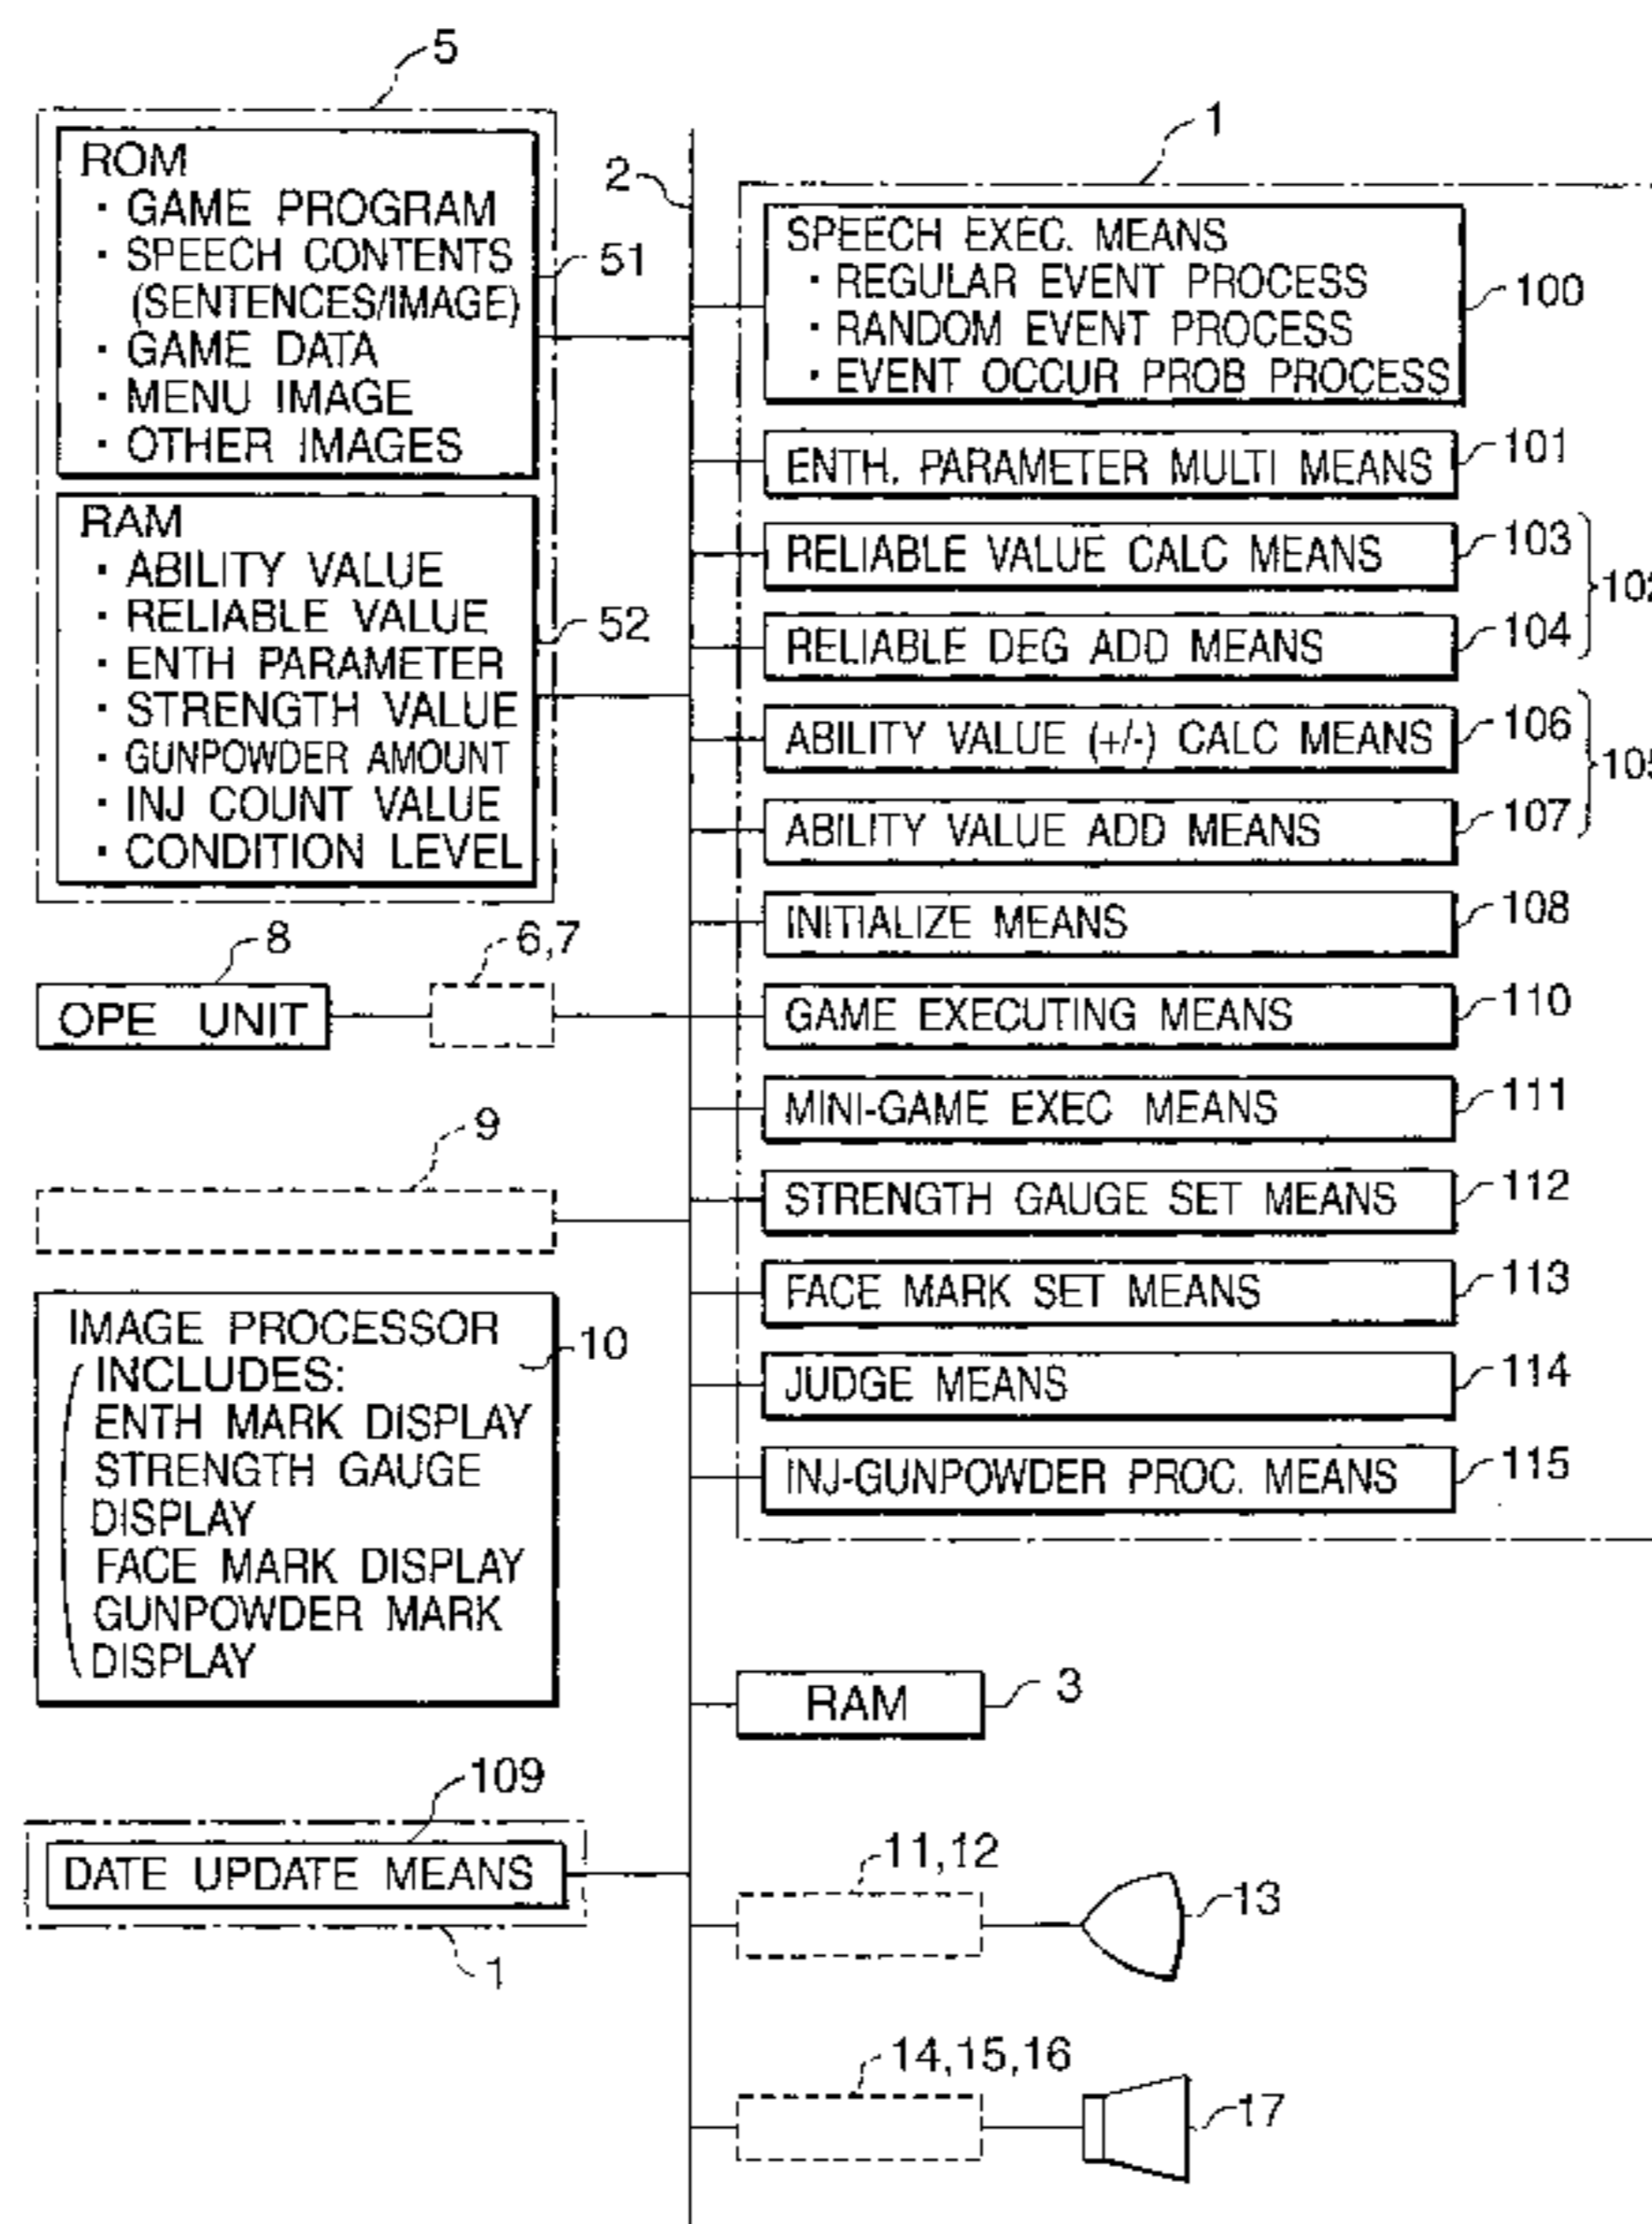 5
ROM
· GAME PROGRAM
· SPEECH CONTENTS
(SENTENCES/IMAGE)
· GAME DATA
· MENU IMAGE
· OTHER IMAGES
51
RAM
· ABILITY VALUE
· RELIABLE VALUE
· ENTH PARAMETER
· STRENGTH VALUE
· GUNPOWDER AMOUNT
· INJ COUNT VALUE
· CONDITION LEVEL
52
8
6,7
OPE UNIT
9
IMAGE PROCESSOR
INCLUDES:
ENTH MARK DISPLAY
STRENGTH GAUGE
DISPLAY
FACE MARK DISPLAY
GUNPOWDER MARK
DISPLAY
10
109
DATE UPDATE MEANS
1
2
1
SPEECH EXEC. MEANS
· REGULAR EVENT PROCESS
· RANDOM EVENT PROCESS
· EVENT OCCUR PROB PROCESS
100
ENTH. PARAMETER MULTI MEANS
101
RELIABLE VALUE CALC MEANS
103
RELIABLE DEG ADD MEANS
104
102
ABILITY VALUE (+/-) CALC MEANS
106
ABILITY VALUE ADD MEANS
107
105
INITIALIZE MEANS
108
GAME EXECUTING MEANS
110
MINI-GAME EXEC MEANS
111
STRENGTH GAUGE SET MEANS
112
FACE MARK SET MEANS
113
JUDGE MEANS
114
INJ-GUNPOWDER PROC. MEANS
115
RAM
3
11,12
13
14,15,16
17